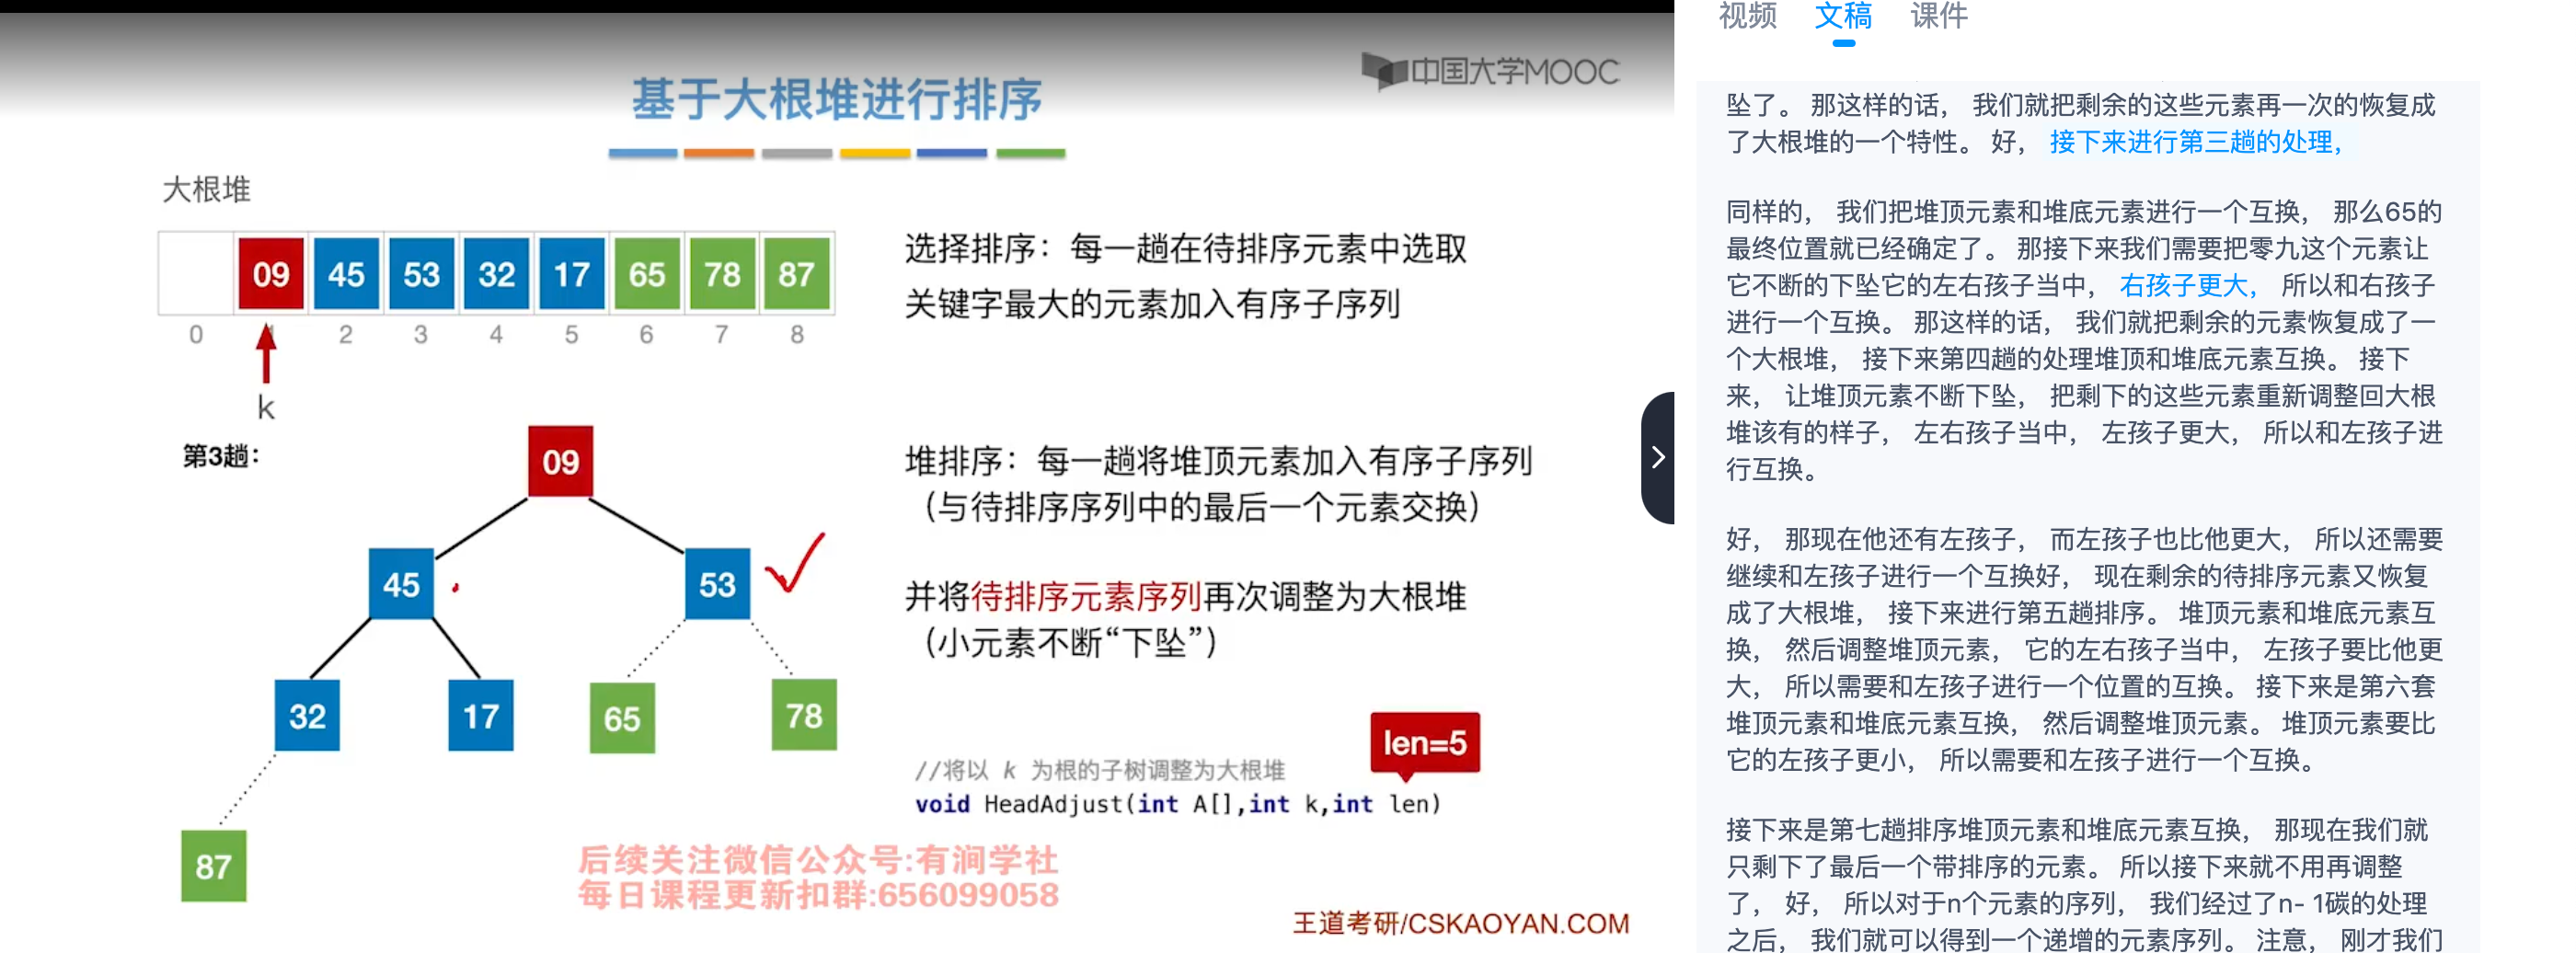 中国大学MOOC
基于大根堆进行排序
大根堆
09 45 53 32 17 65 78 87
0 1 2 3 4 5 6 7 8
k
选择排序：每一趟在待排序元素中选取
关键字最大的元素加入有序子序列
第3趟：
09
45 53
32 17 65 78
87
堆排序：每一趟将堆顶元素加入有序子序列
（与待排序序列中的最后一个元素交换）
并将待排序元素序列再次调整为大根堆
（小元素不断“下坠”）
len=5
//将以 k 为根的子树调整为大根堆
void HeadAdjust(int A[],int k,int len)
后续关注微信公众号:有涧学社
每日课程更新扣群:656099058
王道考研/CSKAOYAN.COM
视频 文稿 课件
坠了。 那这样的话， 我们就把剩余的这些元素再一次的恢复成
了大根堆的一个特性。 好， 接下来进行第三趟的处理，
同样的， 我们把堆顶元素和堆底元素进行一个互换， 那么65的
最终位置就已经确定了。 那接下来我们需要把零九这个元素让
它不断的下坠它的左右孩子当中， 右孩子更大， 所以和右孩子
进行一个互换。 那这样的话， 我们就把剩余的元素恢复成了一
个大根堆， 接下来第四趟的处理堆顶和堆底元素互换。 接下
来， 让堆顶元素不断下坠， 把剩下的这些元素重新调整回大根
堆该有的样子， 左右孩子当中， 左孩子更大， 所以和左孩子进
行互换。
好， 那现在他还有左孩子， 而左孩子也比他更大， 所以还需要
继续和左孩子进行一个互换好， 现在剩余的待排序元素又恢复
成了大根堆， 接下来进行第五趟排序。 堆顶元素和堆底元素互
换， 然后调整堆顶元素， 它的左右孩子当中， 左孩子要比他更
大， 所以需要和左孩子进行一个位置的互换。 接下来是第六套
堆顶元素和堆底元素互换， 然后调整堆顶元素。 堆顶元素要比
它的左孩子更小， 所以需要和左孩子进行一个互换。
接下来是第七趟排序堆顶元素和堆底元素互换， 那现在我们就
只剩下了最后一个带排序的元素。 所以接下来就不用再调整
了， 好， 所以对于n个元素的序列， 我们经过了n- 1碳的处理
之后， 我们就可以得到一个递增的元素序列。 注意， 刚才我们